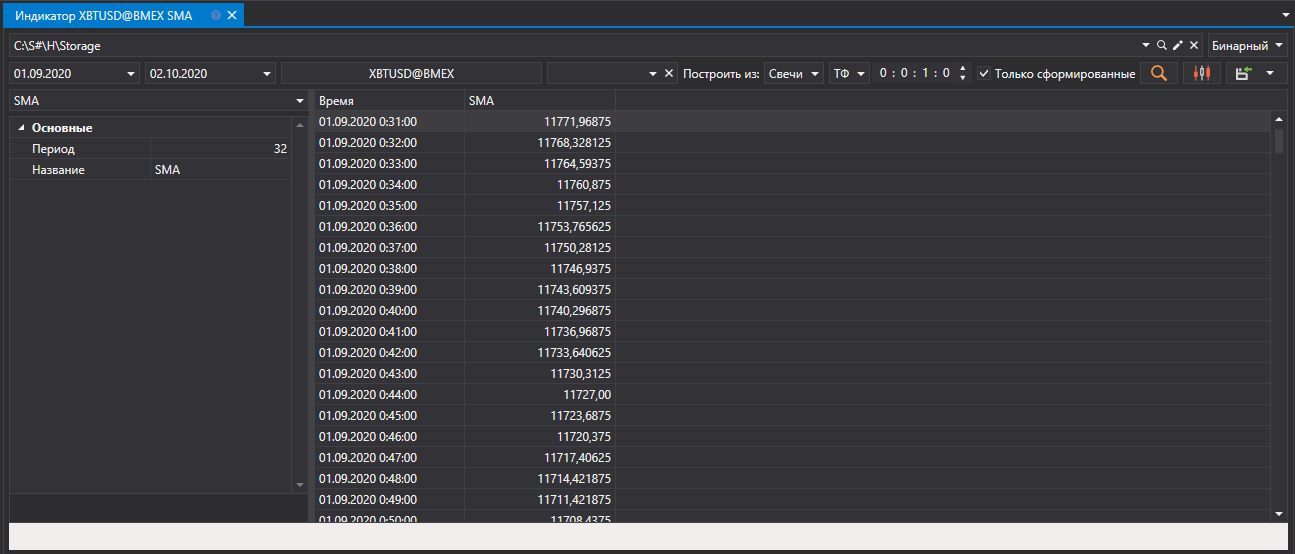 Индикатор XBTUSD@BMEX SMA
C:\S#\H\Storage Бинарный
01.09.2020 02.10.2020 XBTUSD@BMEX Построить из: Свечи ТФ 0 : 0 : 1 : 0 Только сформированные
SMA Время SMA
Основные 01.09.2020 0:31:00 11771,96875
Период 32 01.09.2020 0:32:00 11768,328125
Название SMA 01.09.2020 0:33:00 11764,59375
01.09.2020 0:34:00 11760,875
01.09.2020 0:35:00 11757,125
01.09.2020 0:36:00 11753,765625
01.09.2020 0:37:00 11750,28125
01.09.2020 0:38:00 11746,9375
01.09.2020 0:39:00 11743,609375
01.09.2020 0:40:00 11740,296875
01.09.2020 0:41:00 11736,96875
01.09.2020 0:42:00 11733,640625
01.09.2020 0:43:00 11730,3125
01.09.2020 0:44:00 11727,00
01.09.2020 0:45:00 11723,6875
01.09.2020 0:46:00 11720,375
01.09.2020 0:47:00 11717,40625
01.09.2020 0:48:00 11714,421875
01.09.2020 0:49:00 11711,421875
01.09.2020 0:50:00 11708,4375